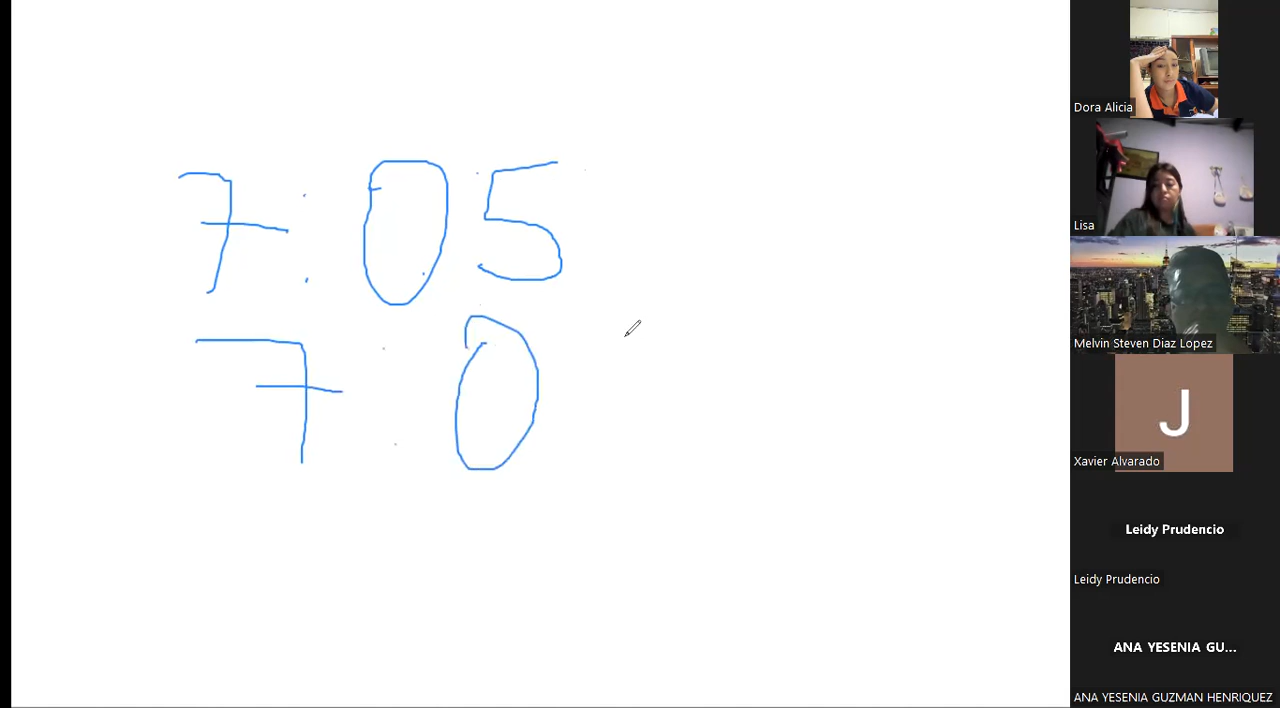 7:05
7:0
Dora Alicia
Lisa
Melvin Steven Diaz Lopez
J
Xavier Alvarado
Leidy Prudencio
Leidy Prudencio
ANA YESENIA GU...
ANA YESENIA GUZMAN HENRIQUEZ